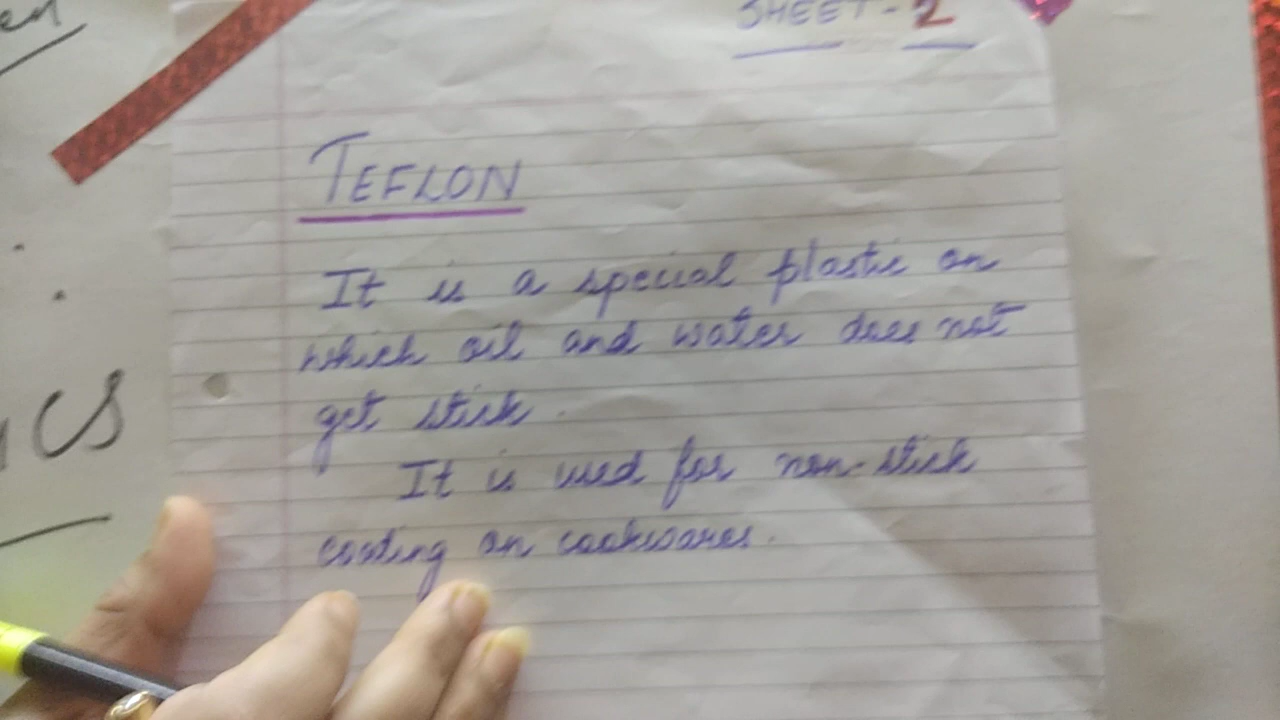 SHEET-2
TEFLON
It is a special plastic on
which oil and water does not
get stick.
It is used for non-stick
coating on cookwares.